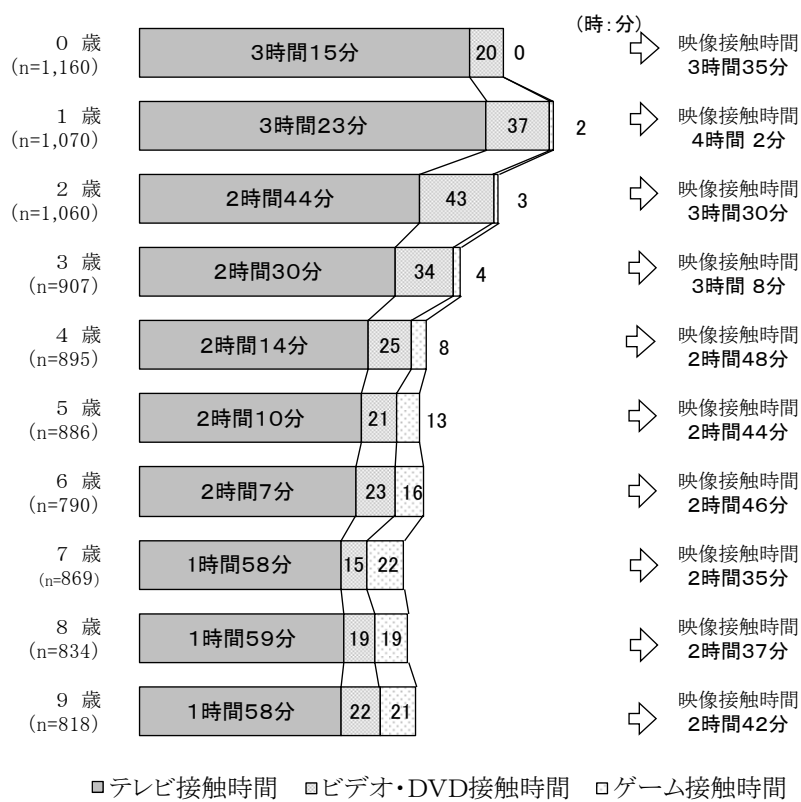 (時:分)
0 歳
(n=1,160)
3時間15分 20 0
映像接触時間
3時間35分
1 歳
(n=1,070)
3時間23分 37 2
映像接触時間
4時間 2分
2 歳
(n=1,060)
2時間44分 43 3
映像接触時間
3時間30分
3 歳
(n=907)
2時間30分 34 4
映像接触時間
3時間 8分
4 歳
(n=895)
2時間14分 25 8
映像接触時間
2時間48分
5 歳
(n=886)
2時間10分 21 13
映像接触時間
2時間44分
6 歳
(n=790)
2時間7分 23 16
映像接触時間
2時間46分
7 歳
(n=869)
1時間58分 15 22
映像接触時間
2時間35分
8 歳
(n=834)
1時間59分 19 19
映像接触時間
2時間37分
9 歳
(n=818)
1時間58分 22 21
映像接触時間
2時間42分
テレビ接触時間 ビデオ・DVD接触時間 ゲーム接触時間